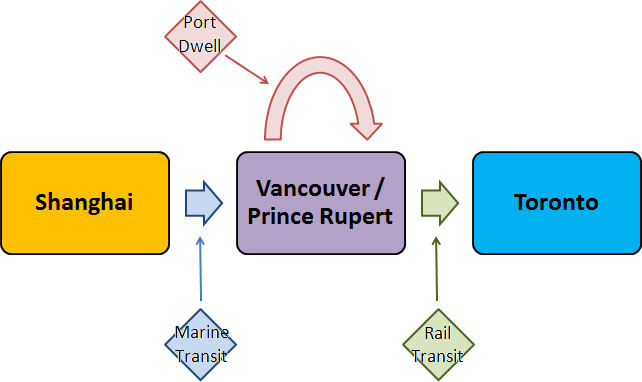 Port
Dwell
Shanghai
Vancouver /
Prince Rupert
Toronto
Marine
Transit
Rail
Transit